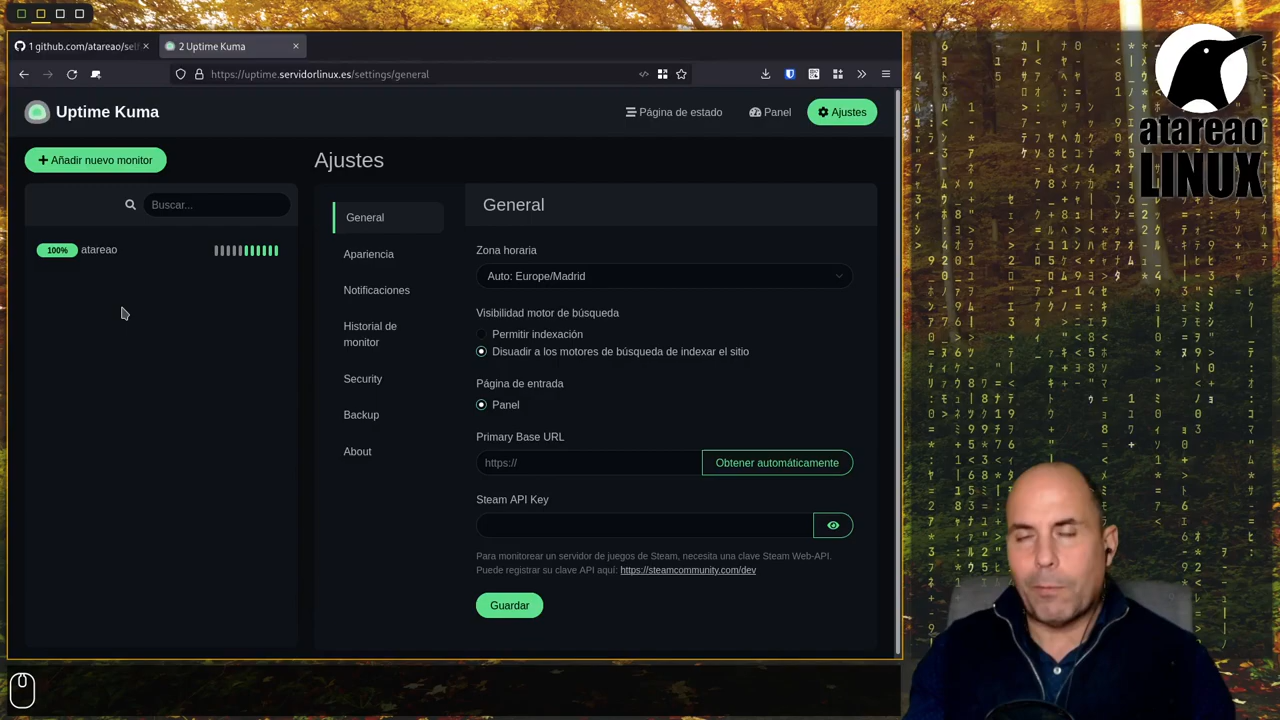 1 github.com/atareao/self
2 Uptime Kuma
https://uptime.servidorlinux.es/settings/general
Uptime Kuma
Página de estado
Panel
Ajustes
Añadir nuevo monitor
Buscar...
100% atareao
Ajustes
General
Apariencia
Notificaciones
Historial de
monitor
Security
Backup
About
General
Zona horaria
Auto: Europe/Madrid
Visibilidad motor de búsqueda
Permitir indexación
Disuadir a los motores de búsqueda de indexar el sitio
Página de entrada
Panel
Primary Base URL
https://
Obtener automáticamente
Steam API Key
Para monitorear un servidor de juegos de Steam, necesita una clave Steam Web-API.
Puede registrar su clave API aquí: https://steamcommunity.com/dev
Guardar
atareao
LINUX